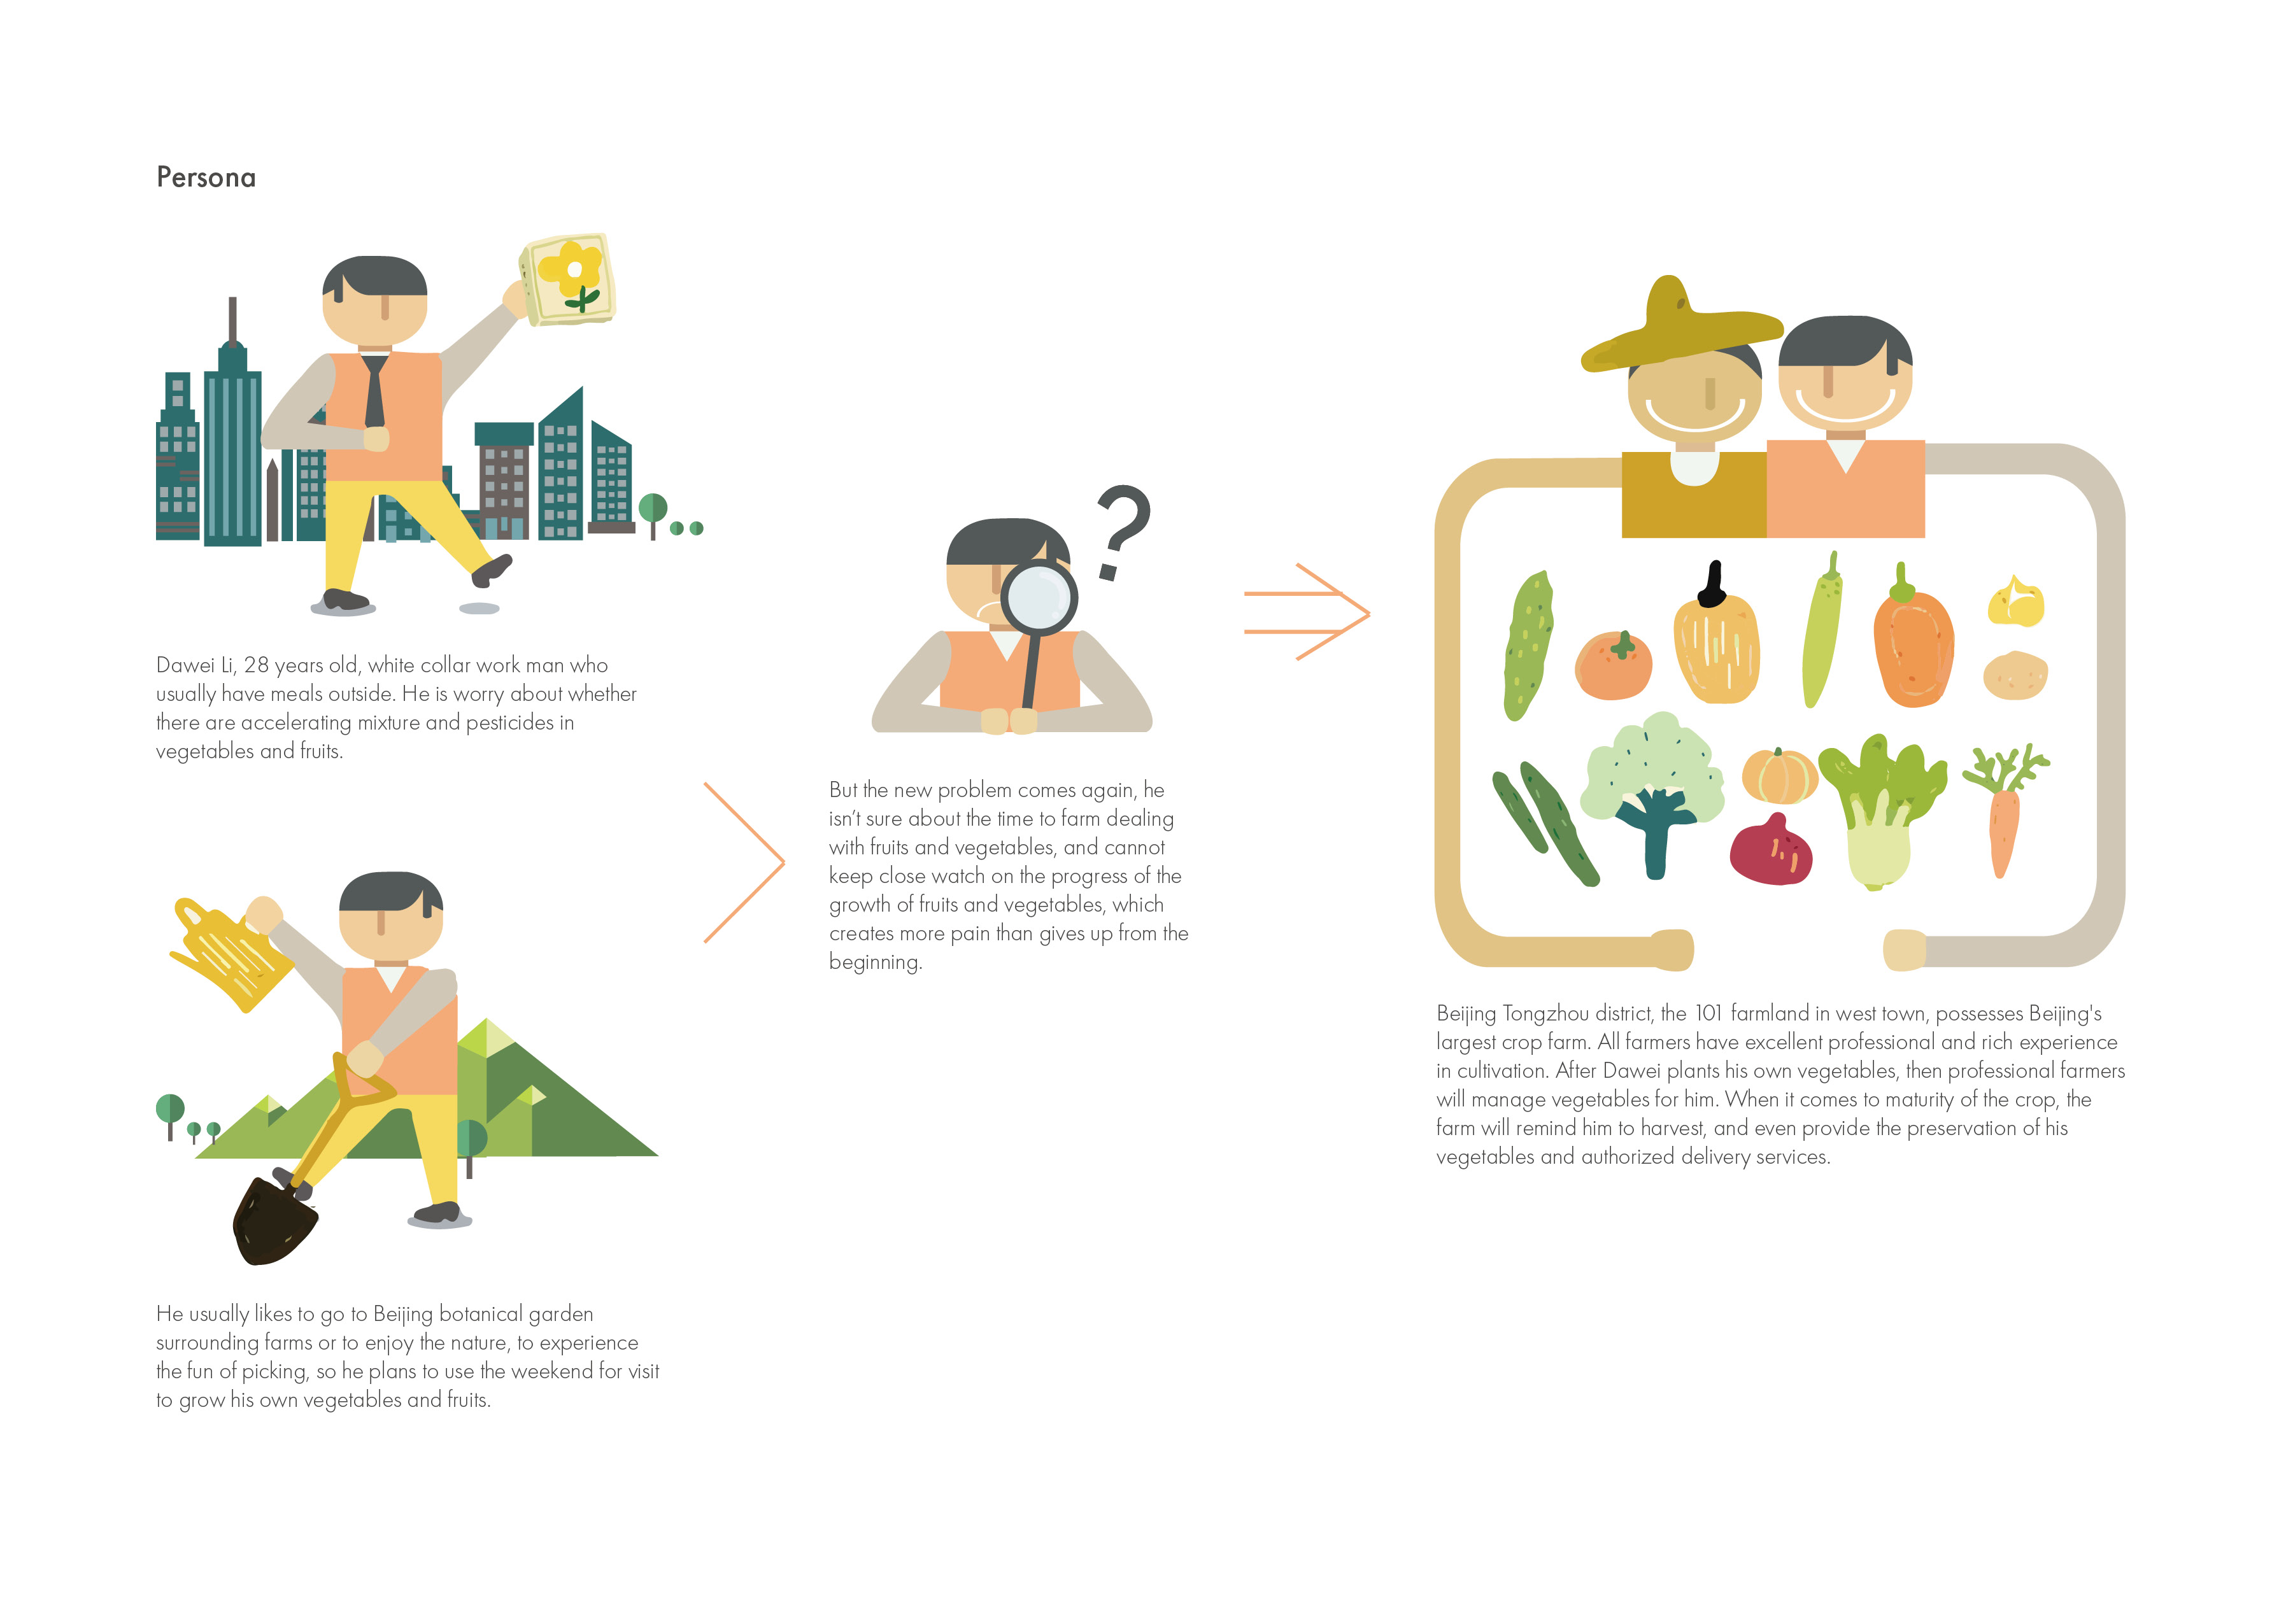 Persona
Dawei Li, 28 years old, white collar work man who
usually have meals outside. He is worry about whether
there are accelerating mixture and pesticides in
vegetables and fruits.
He usually likes to go to Beijing botanical garden
surrounding farms or to enjoy the nature, to experience
the fun of picking, so he plans to use the weekend for visit
to grow his own vegetables and fruits.
?
But the new problem comes again, he
isn't sure about the time to farm dealing
with fruits and vegetables, and cannot
keep close watch on the progress of the
growth of fruits and vegetables, which
creates more pain than gives up from the
beginning.
Beijing Tongzhou district, the 101 farmland in west town, possesses Beijing's
largest crop farm. All farmers have excellent professional and rich experience
in cultivation. After Dawei plants his own vegetables, then professional farmers
will manage vegetables for him. When it comes to maturity of the crop, the
farm will remind him to harvest, and even provide the preservation of his
vegetables and authorized delivery services.